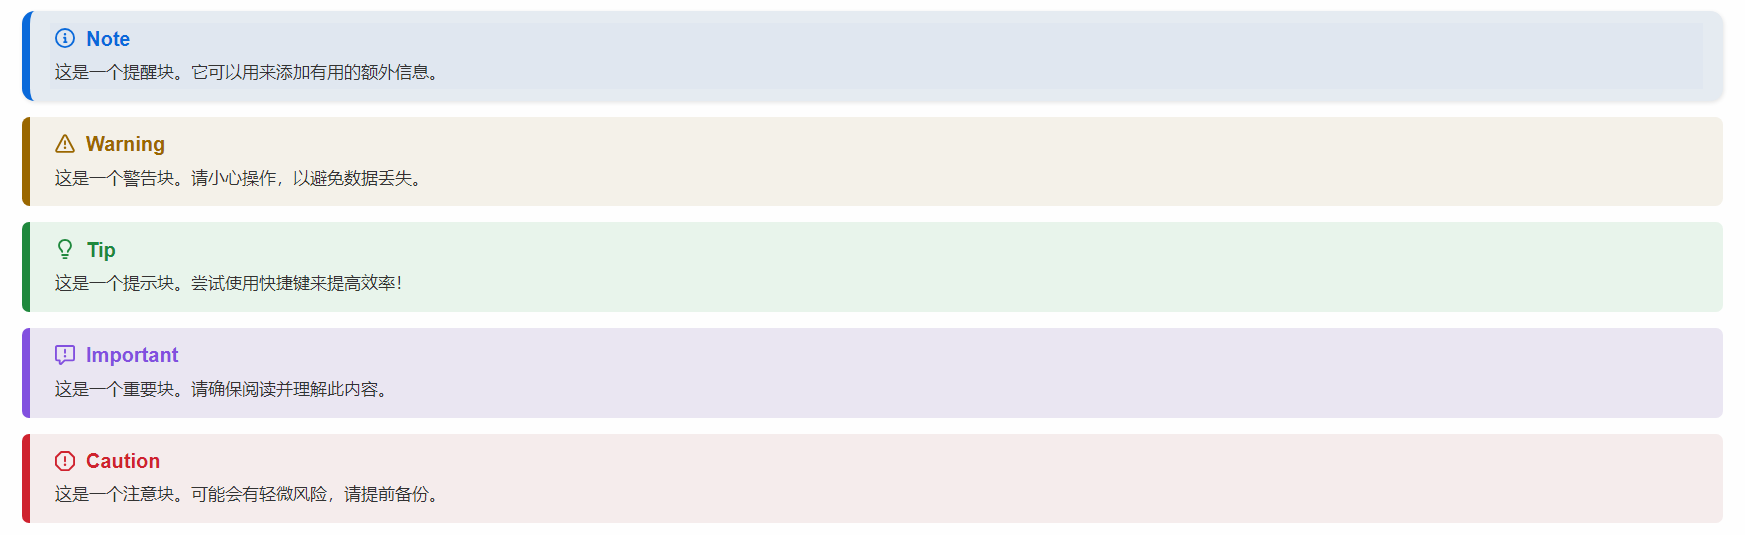 Note
这是一个提醒块。它可以用来添加有用的额外信息。
Warning
这是一个警告块。请小心操作，以避免数据丢失。
Tip
这是一个提示块。尝试使用快捷键来提高效率！
Important
这是一个重要块。请确保阅读并理解此内容。
Caution
这是一个注意块。可能会有轻微风险，请提前备份。